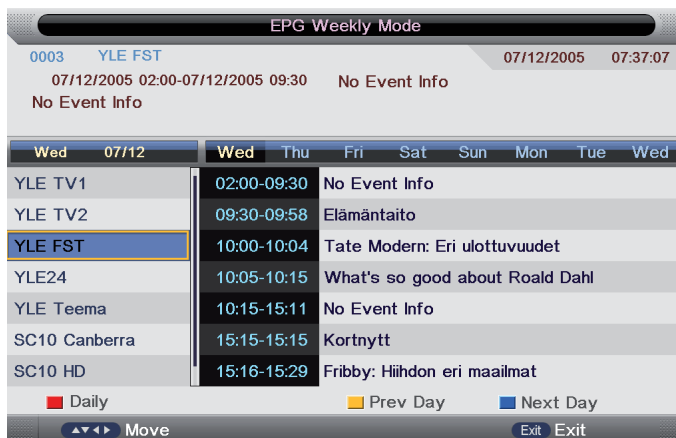 EPG Weekly Mode
0003 YLE FST 07/12/2005 07:37:07
07/12/2005 02:00-07/12/2005 09:30 No Event Info
No Event Info
Wed 07/12 Wed Thu Fri Sat Sun Mon Tue Wed
YLE TV1 02:00-09:30 No Event Info
YLE TV2 09:30-09:58 Elämäntaito
YLE FST 10:00-10:04 Tate Modern: Eri ulottuvuudet
YLE24 10:05-10:15 What's so good about Roald Dahl
YLE Teema 10:15-15:11 No Event Info
SC10 Canberra 15:15-15:15 Kortnytt
SC10 HD 15:16-15:29 Fribby: Hiihdon eri maailmat
Daily Prev Day Next Day
Move Exit Exit